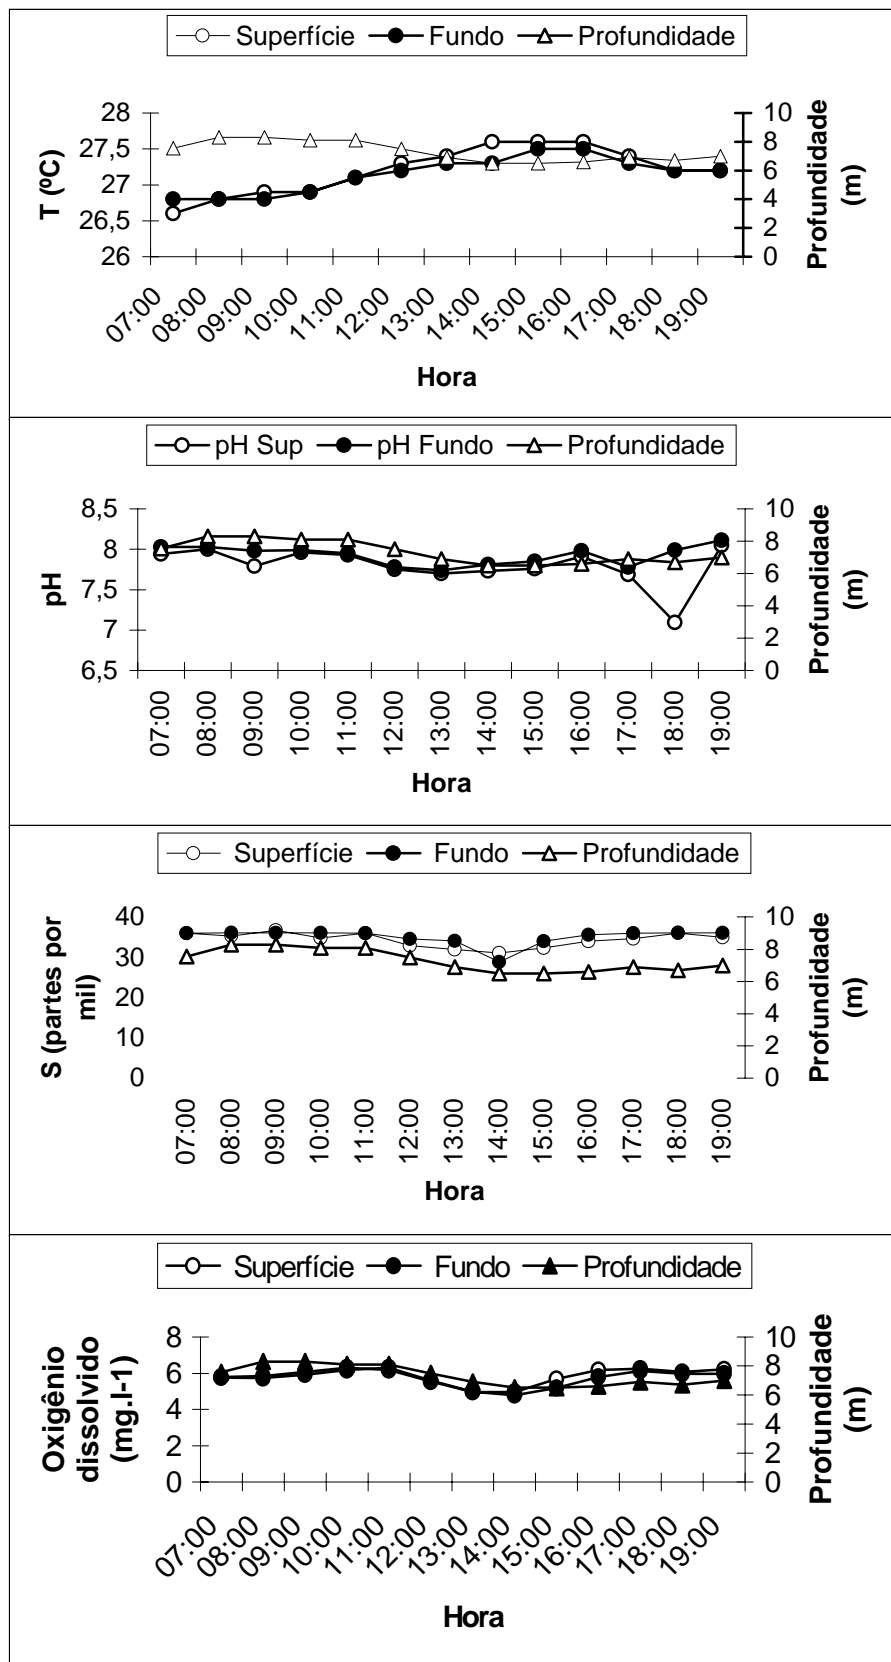 Superfície Fundo Profundidade
28
27,5
27
26,5
26
T (ºC)
10
8
6
4
2
0
Profundidade
(m)
07:00 08:00 09:00 10:00 11:00 12:00 13:00 14:00 15:00 16:00 17:00 18:00 19:00
Hora
pH Sup pH Fundo Profundidade
8,5
8
7,5
7
6,5
pH
10
8
6
4
2
0
Profundidade
(m)
07:00 08:00 09:00 10:00 11:00 12:00 13:00 14:00 15:00 16:00 17:00 18:00 19:00
Hora
Superfície Fundo Profundidade
40
30
20
10
0
S (partes por
mil)
10
8
6
4
2
0
Profundidade
(m)
07:00 08:00 09:00 10:00 11:00 12:00 13:00 14:00 15:00 16:00 17:00 18:00 19:00
Hora
Superfície Fundo Profundidade
8
6
4
2
0
Oxigênio
dissolvido
(mg.l-1)
10
8
6
4
2
0
Profundidade
(m)
07:00 08:00 09:00 10:00 11:00 12:00 13:00 14:00 15:00 16:00 17:00 18:00 19:00
Hora